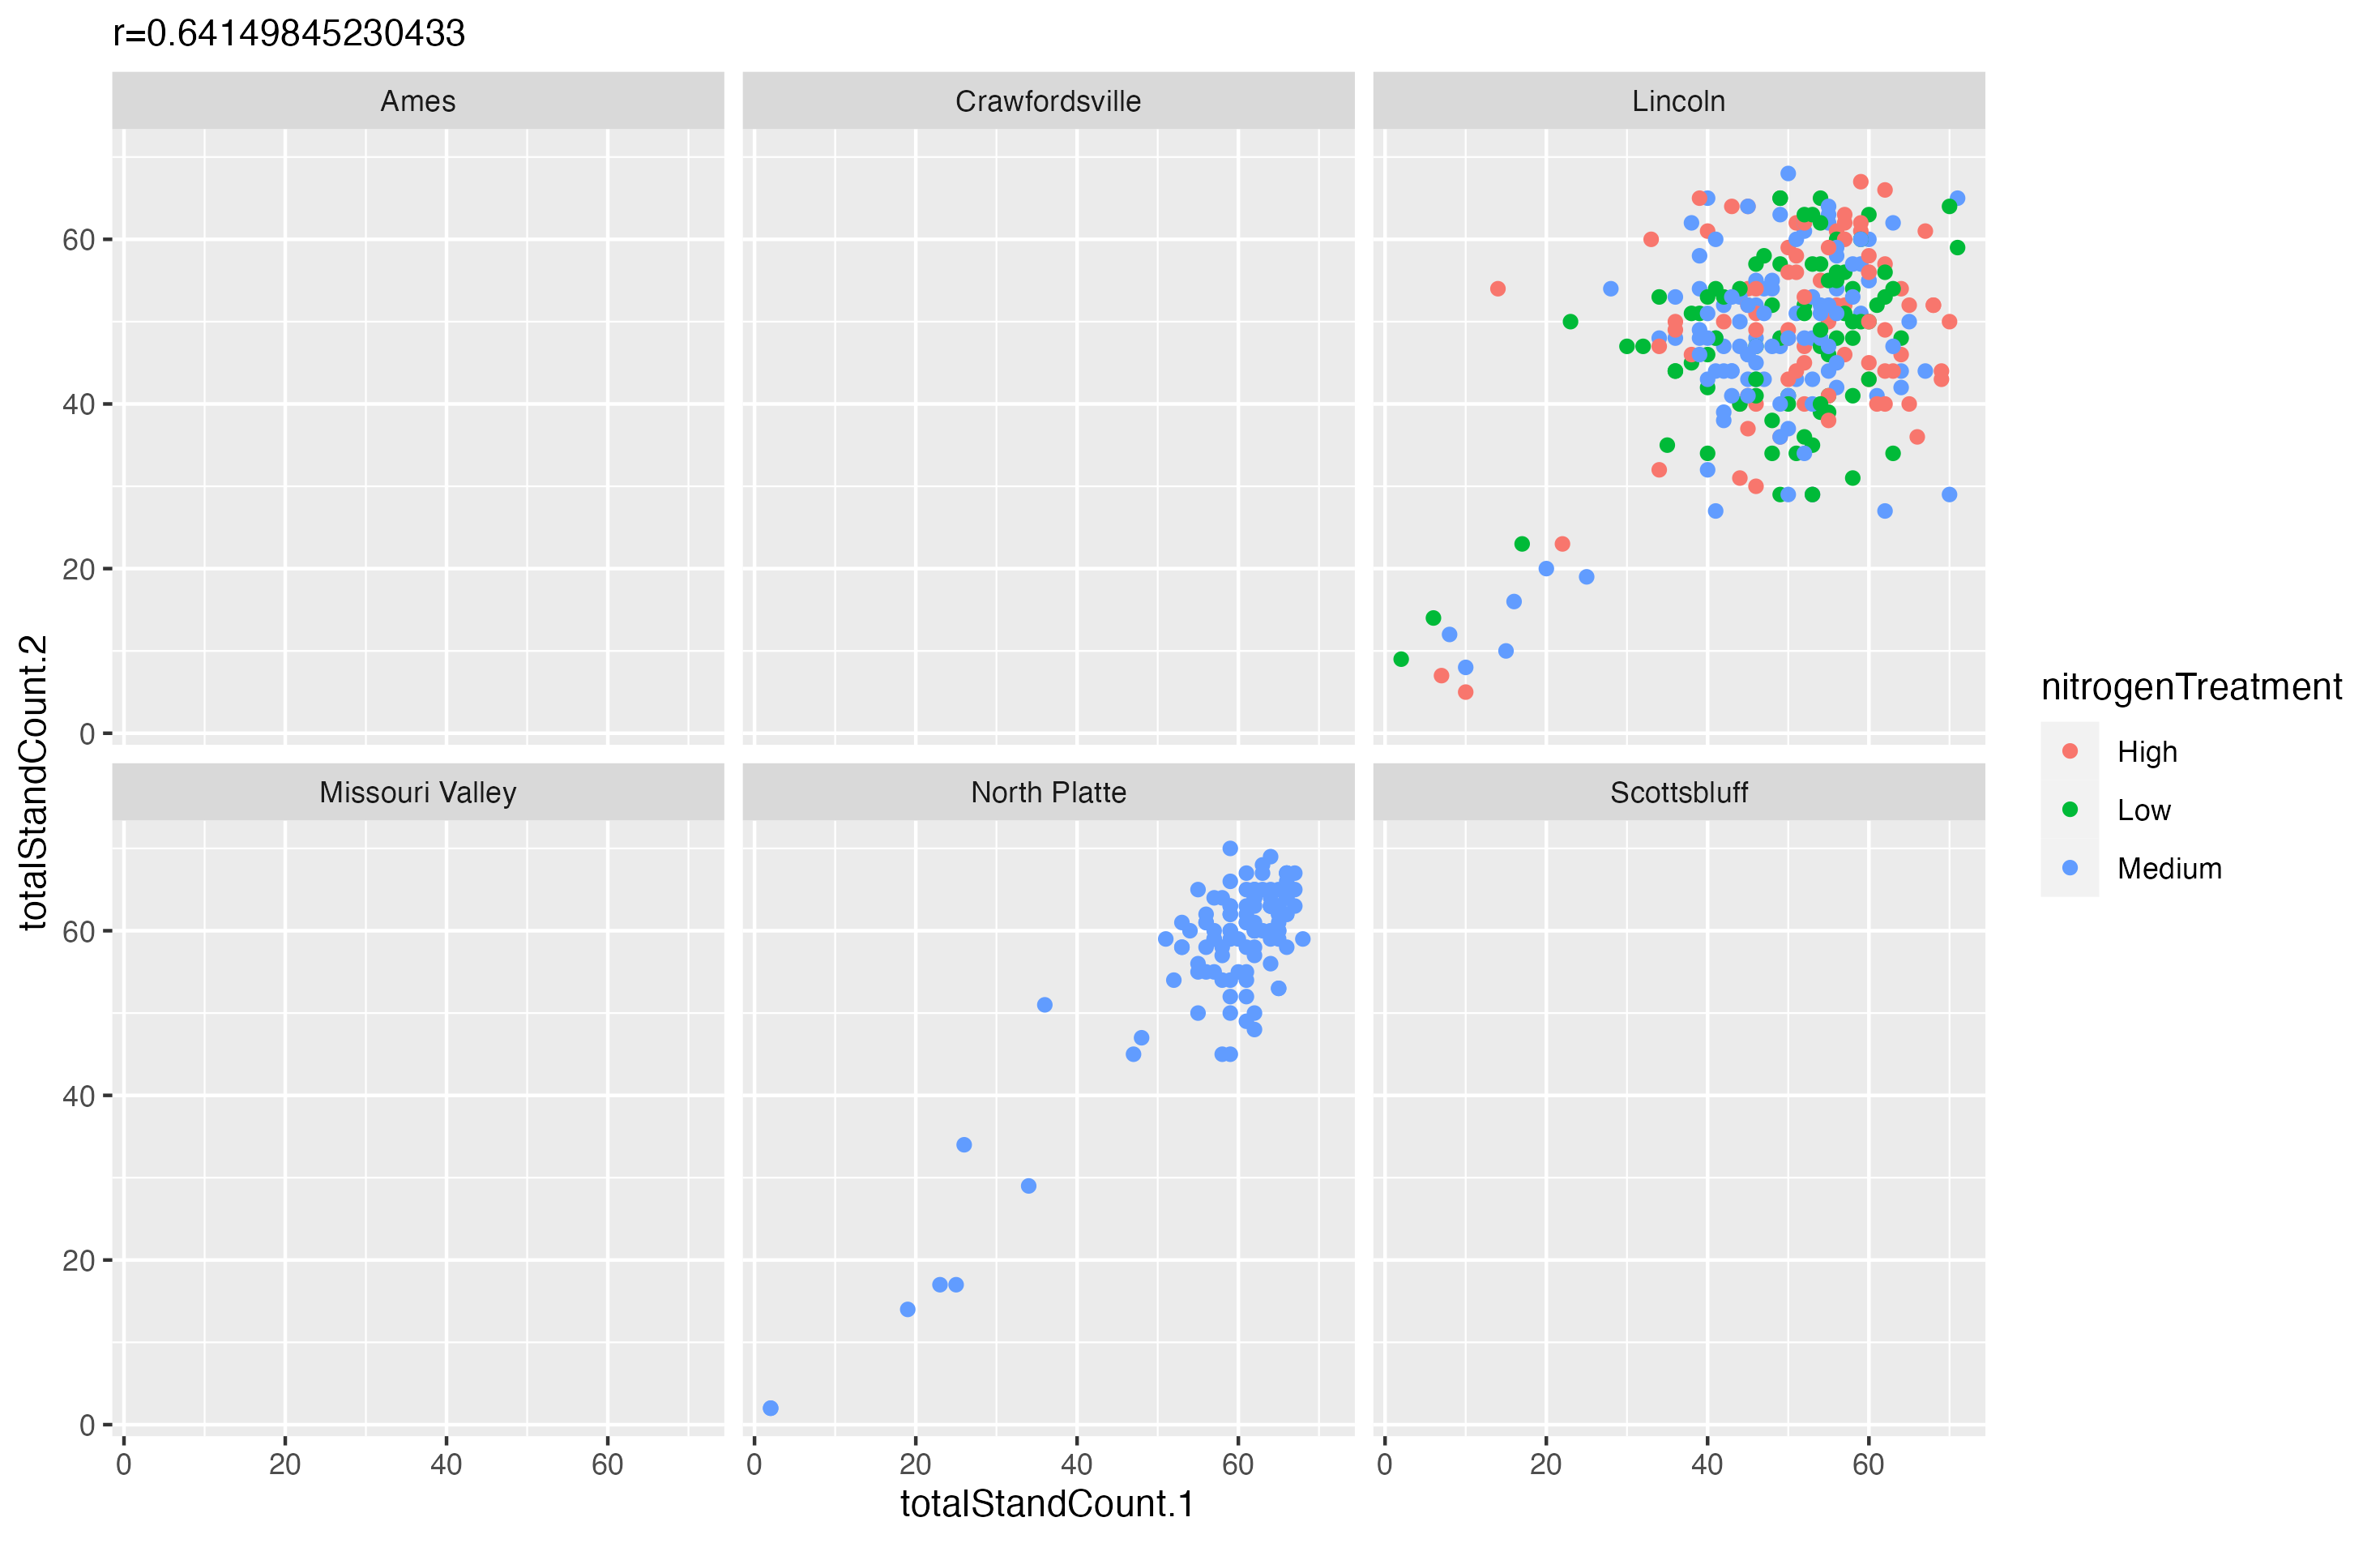 r=0.64149845230433
Ames
Crawfordsville
Lincoln
60
40
20
0
totalStandCount.2
Missouri Valley
North Platte
Scottsbluff
60
40
20
0
0 20 40 60 0 20 40 60 0 20 40 60
totalStandCount.1
nitrogenTreatment
High
Low
Medium